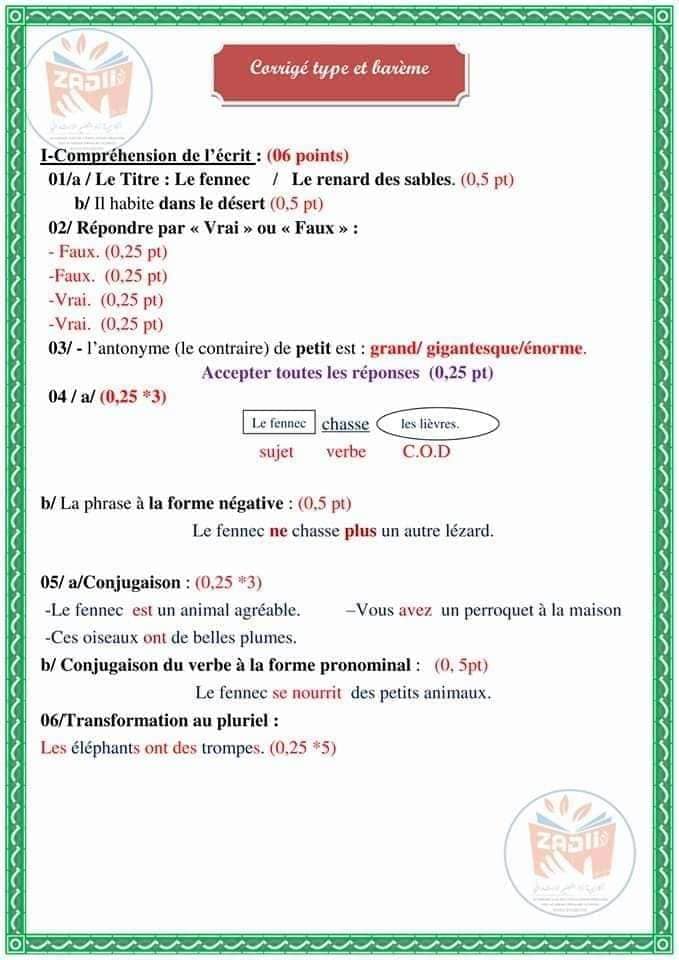 ZADII
Corrigé type et barème
I-Compréhension de l'écrit : (06 points)
01/a / Le Titre : Le fennec / Le renard des sables. (0,5 pt)
b/ Il habite dans le désert (0,5 pt)
02/ Répondre par « Vrai » ou « Faux » :
- Faux. (0,25 pt)
-Faux. (0,25 pt)
-Vrai. (0,25 pt)
-Vrai. (0,25 pt)
03/ - l'antonyme (le contraire) de petit est : grand/ gigantesque/énorme.
Accepter toutes les réponses (0,25 pt)
04 / a/ (0,25 *3)
Le fennec chasse les lièvres.
sujet verbe C.O.D
b/ La phrase à la forme négative : (0,5 pt)
Le fennec ne chasse plus un autre lézard.
05/ a/Conjugaison : (0,25 *3)
-Le fennec est un animal agréable. –Vous avez un perroquet à la maison
-Ces oiseaux ont de belles plumes.
b/ Conjugaison du verbe à la forme pronominal : (0, 5pt)
Le fennec se nourrit des petits animaux.
06/Transformation au pluriel :
Les éléphants ont des trompes. (0,25 *5)
ZADII